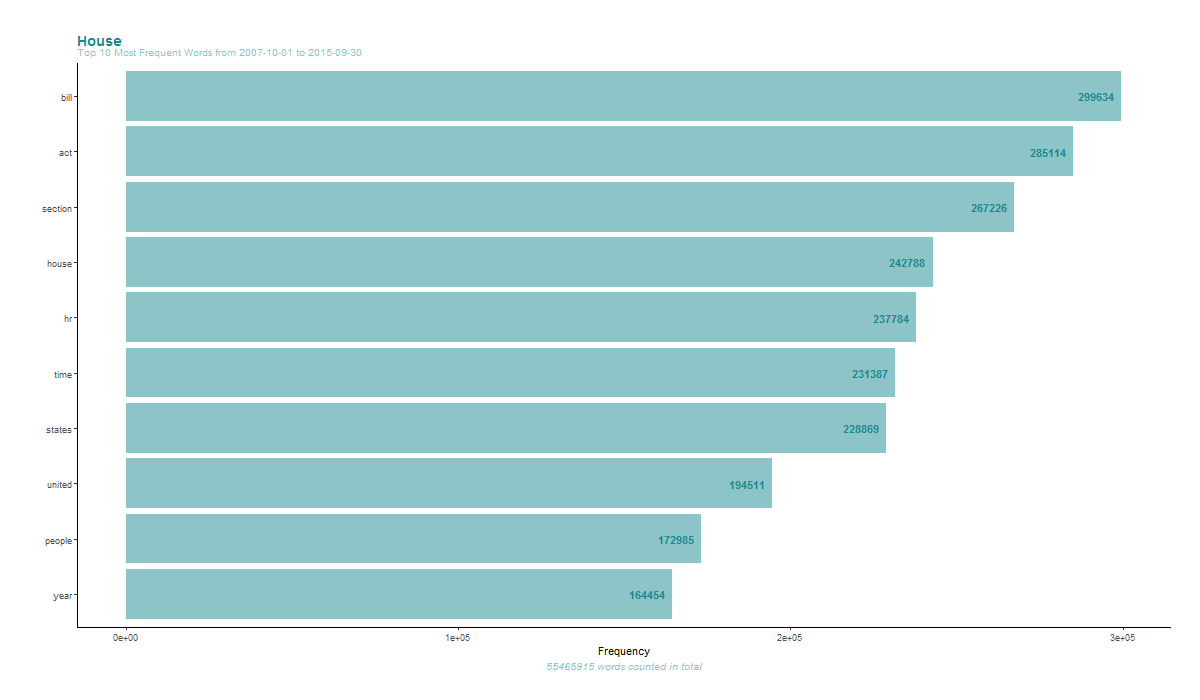 House
Top 10 Most Frequent Words from 2007-10-01 to 2015-09-30
bill 299634
act 285114
section 267226
house 242788
hr 237784
time 231387
states 228869
united 194511
people 172985
year 164454
0e+00 1e+05 2e+05 3e+05
Frequency
55465915 words counted in total